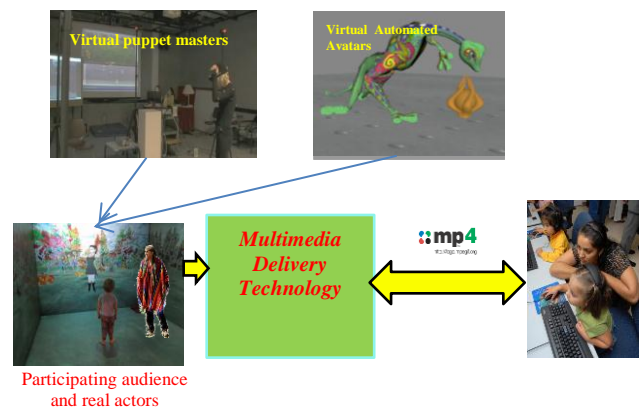 Virtual puppet masters
Virtual Automated
Avatars
Multimedia
Delivery
Technology
mp4
Participating audience
and real actors